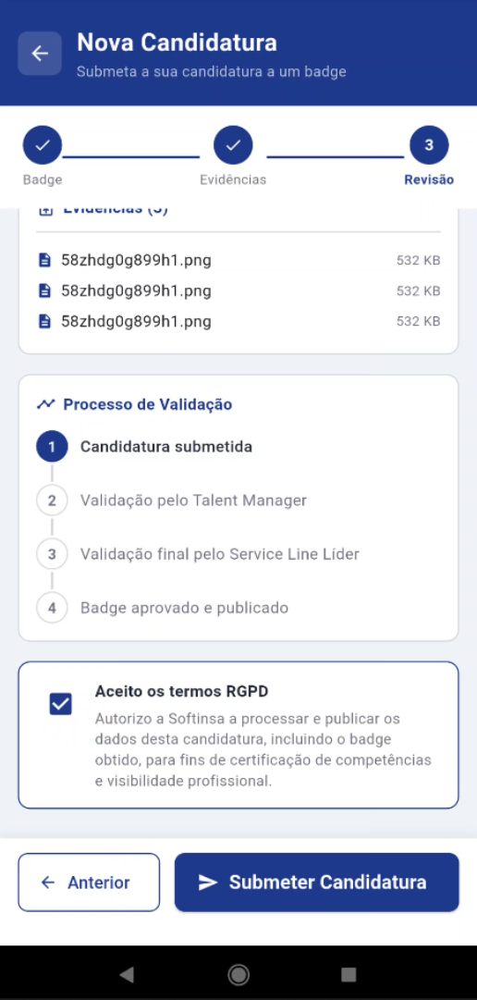 Nova Candidatura
Submeta a sua candidatura a um badge
3
Badge
Evidências
Revisão
Evidências (3)
58zhdg0g899h1.png 532 KB
58zhdg0g899h1.png 532 KB
58zhdg0g899h1.png 532 KB
Processo de Validação
1 Candidatura submetida
2 Validação pelo Talent Manager
3 Validação final pelo Service Line Líder
4 Badge aprovado e publicado
Aceito os termos RGPD
Autorizo a Softinsa a processar e publicar os
dados desta candidatura, incluindo o badge
obtido, para fins de certificação de competências
e visibilidade profissional.
Anterior
Submeter Candidatura